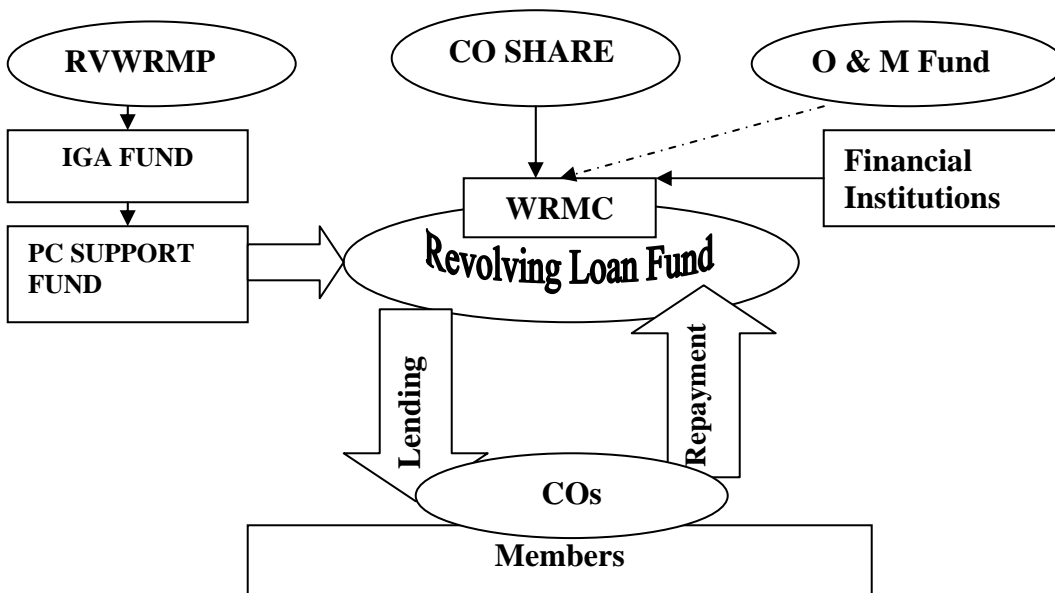 RVWRMP
CO SHARE
O & M Fund
IGA FUND
Financial
Institutions
WRMC
PC SUPPORT
FUND
Revolving Loan Fund
Lending
Repayment
COs
Members